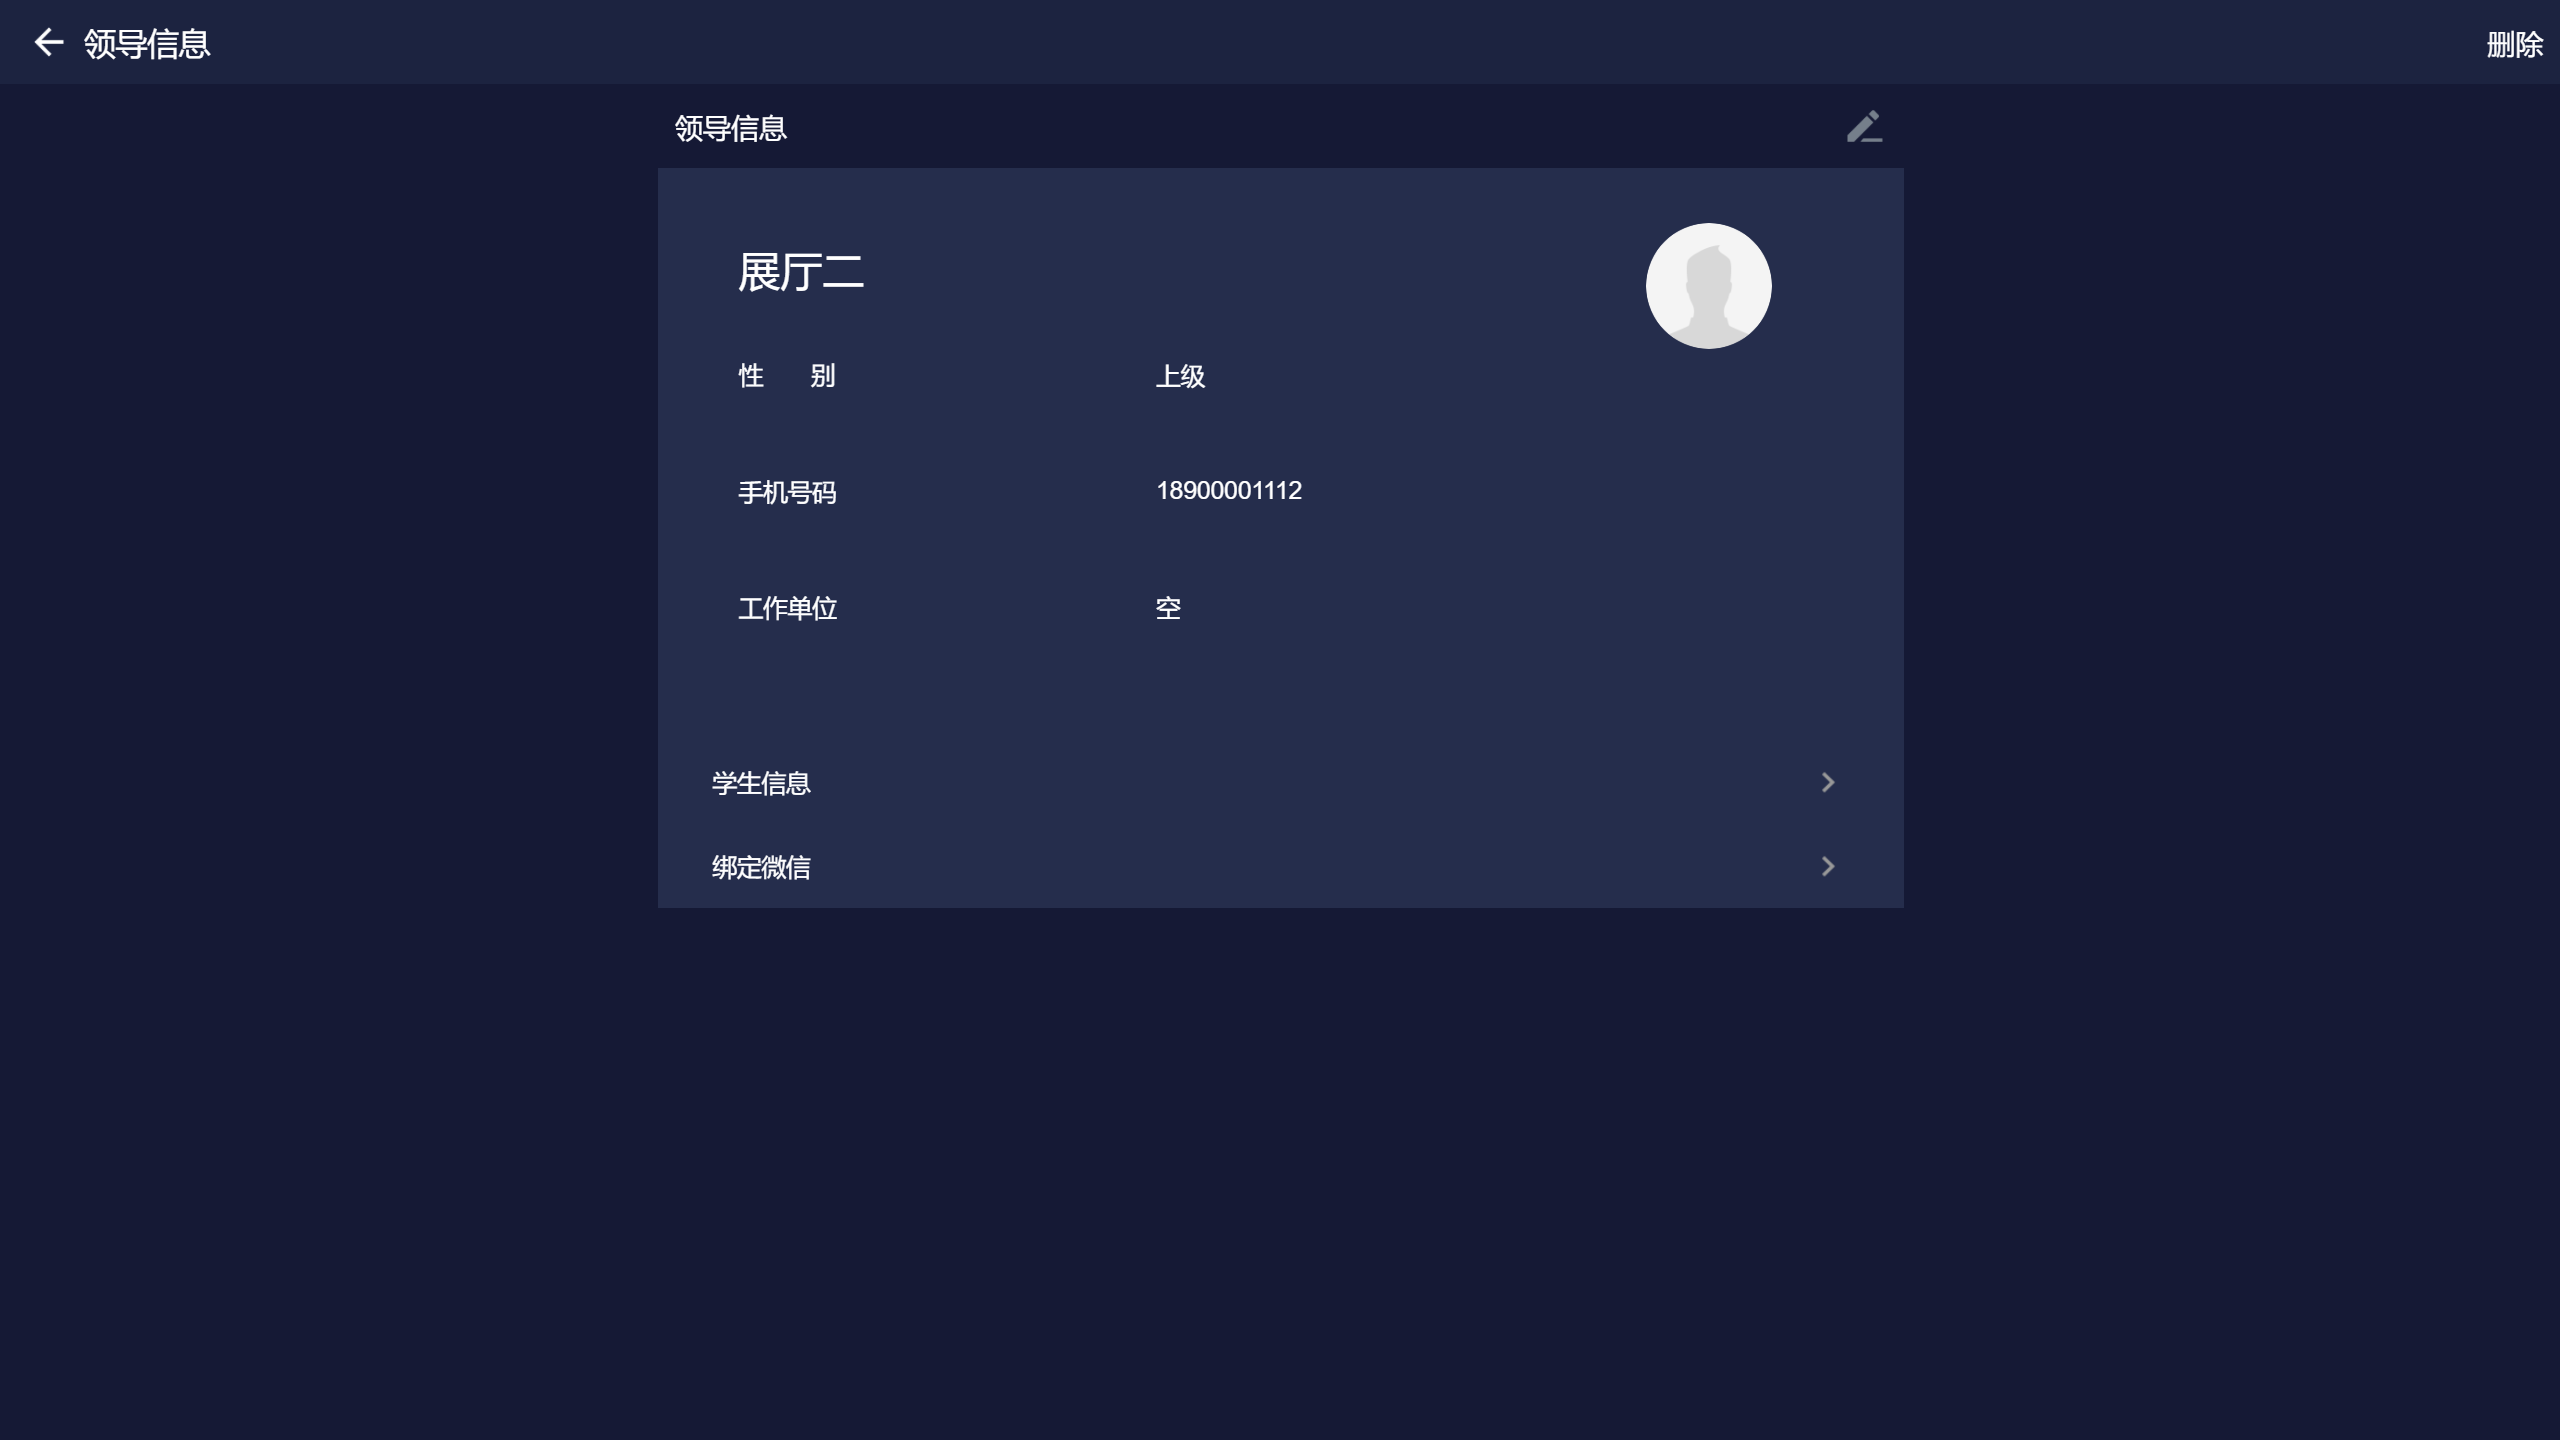 领导信息
删除
领导信息
展厅二
性 别 上级
手机号码 18900001112
工作单位 空
学生信息
绑定微信